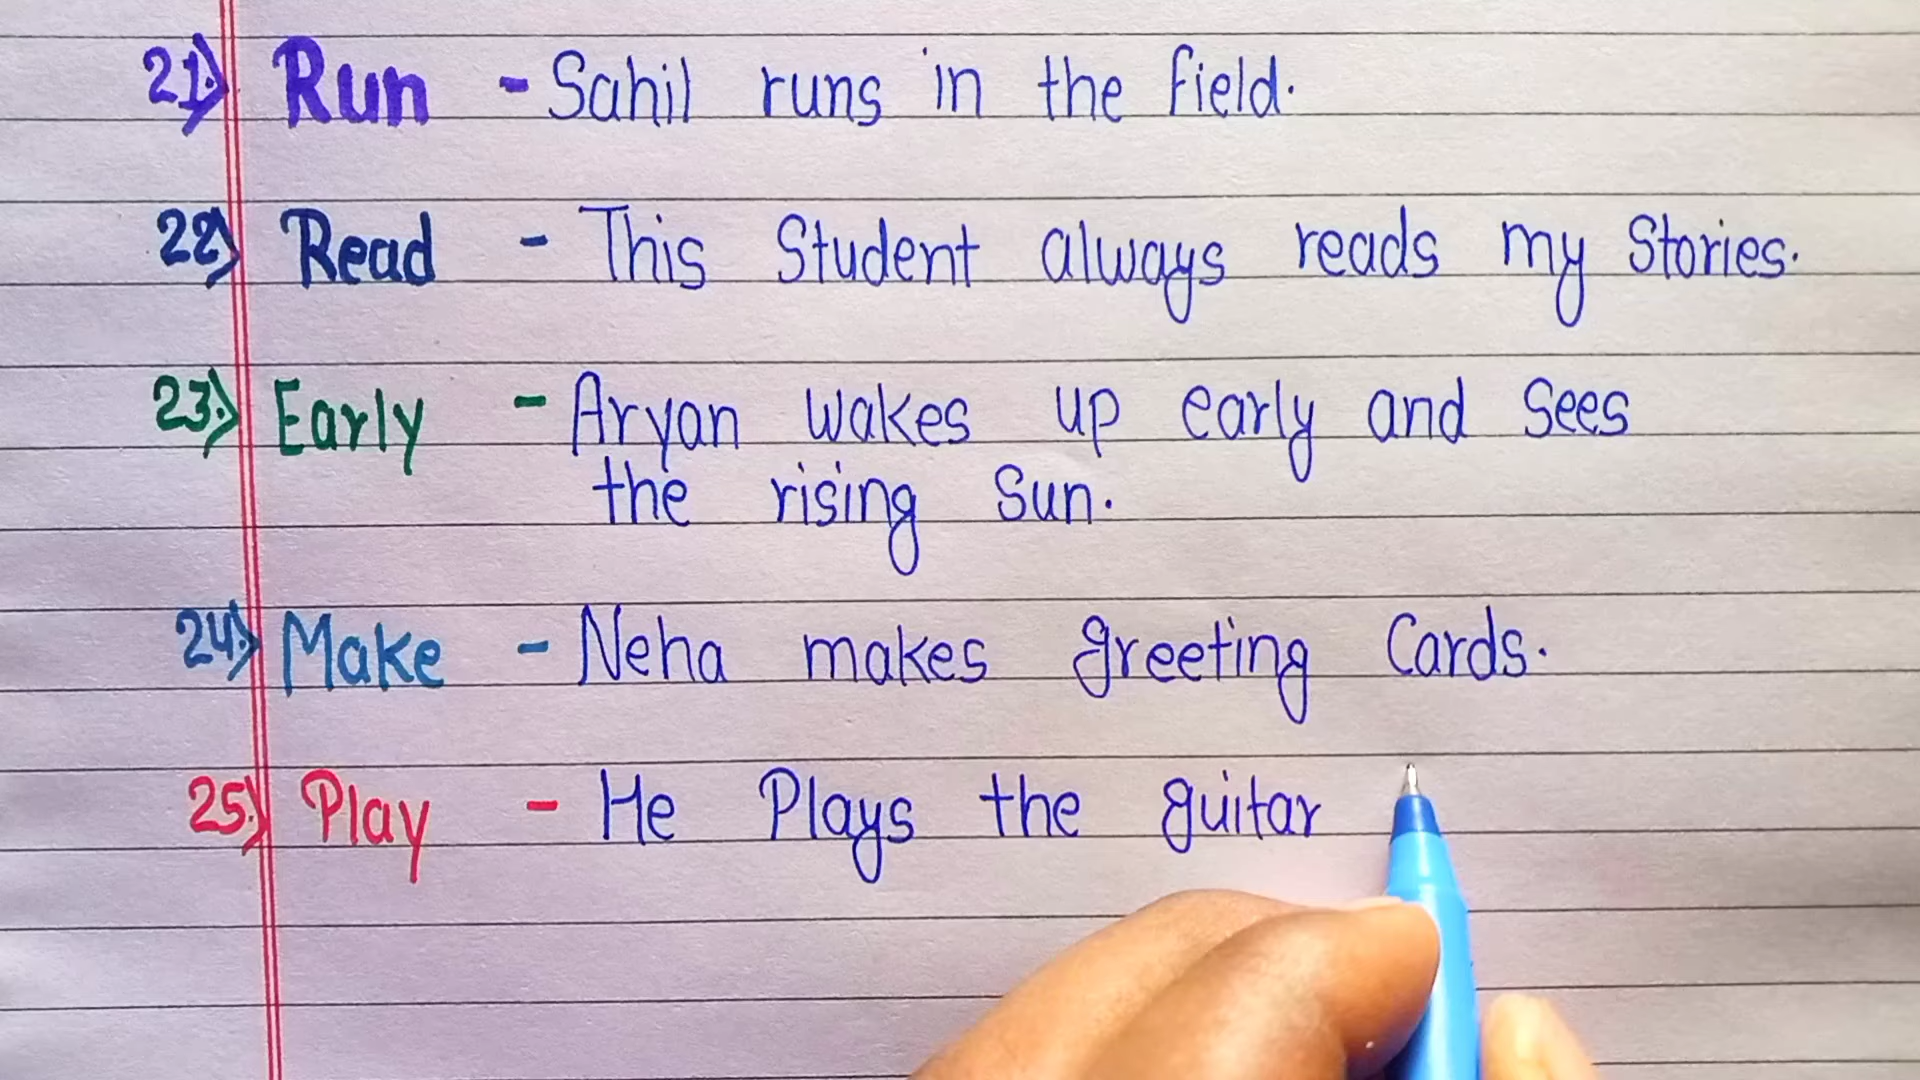 21.) Run - Sahil runs in the field.
22) Read - This Student always reads my Stories.
23.) Early - Aryan wakes up early and sees
the rising Sun.
24.) Make - Neha makes greeting Cards.
25.) Play - He Plays the guitar